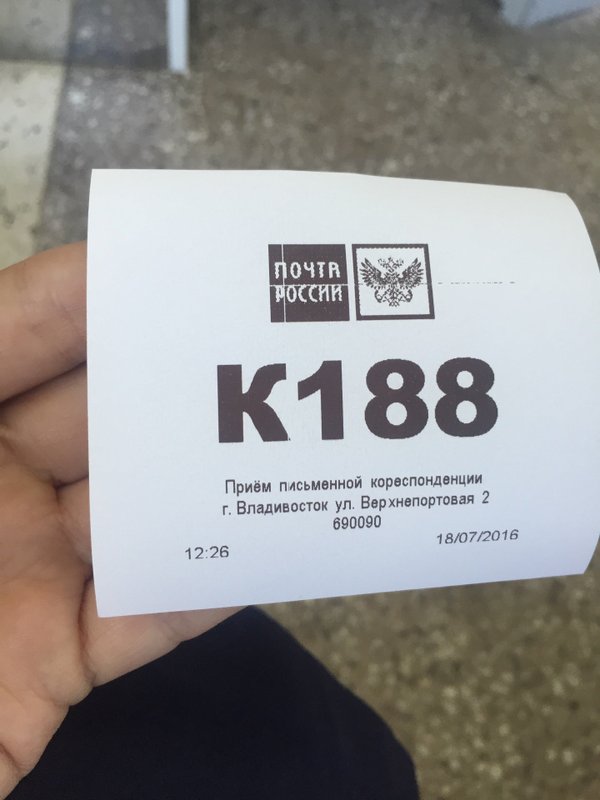 ПОЧТА
РОССИИ
К188
Приём письменной кореспонденции
г. Владивосток ул. Верхнепортовая 2
690090
12:26 18/07/2016